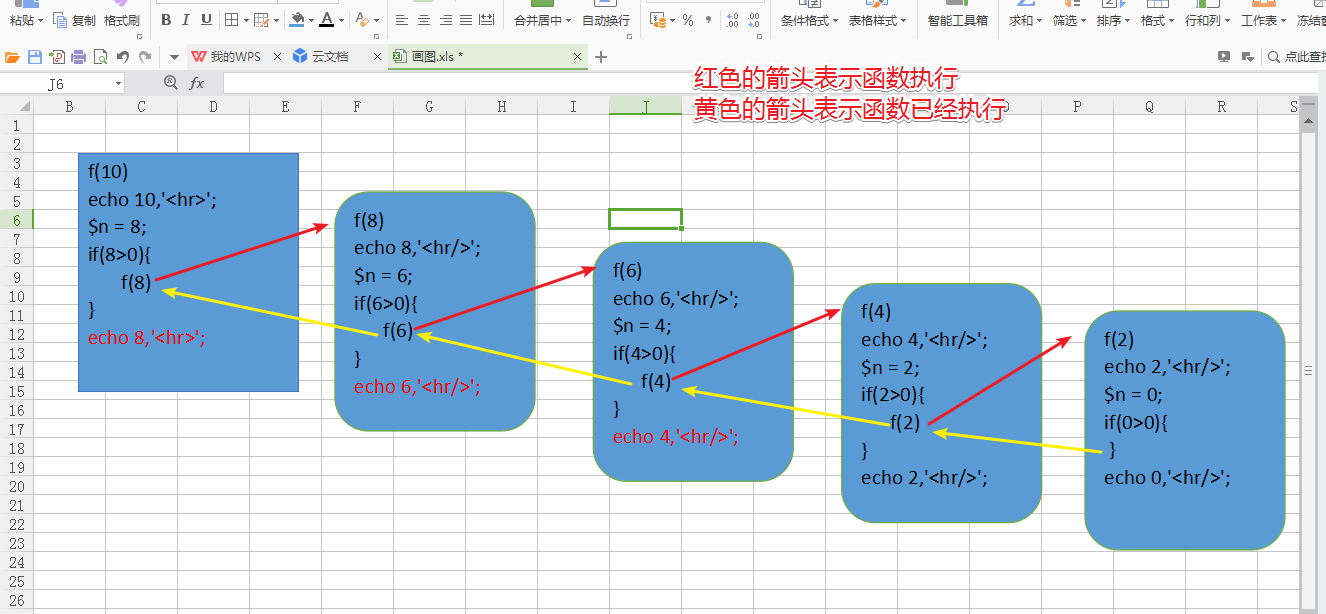 粘贴 复制 格式刷 B I U A 合并居中 自动换行 % 条件格式 表格样式 智能工具箱 求和 筛选 排序 格式 行和列 工作表 冻结
我的WPS 云文档 画图.xls * 点此查找
J6 fx
红色的箭头表示函数执行
黄色的箭头表示函数已经执行
B C D E F G H I J P Q R S
1
2
3
4
5
6
7
8
9
10
11
12
13
14
15
16
17
18
19
20
21
22
23
24
25
26
f(10)
echo 10,'<hr>';
$n = 8;
if(8>0){
f(8)
}
echo 8,'<hr>';
f(8)
echo 8,'<hr/>';
$n = 6;
if(6>0){
f(6)
}
echo 6,'<hr/>';
f(6)
echo 6,'<hr/>';
$n = 4;
if(4>0){
f(4)
}
echo 4,'<hr/>';
f(4)
echo 4,'<hr/>';
$n = 2;
if(2>0){
f(2)
}
echo 2,'<hr/>';
f(2)
echo 2,'<hr/>';
$n = 0;
if(0>0){
}
echo 0,'<hr/>';